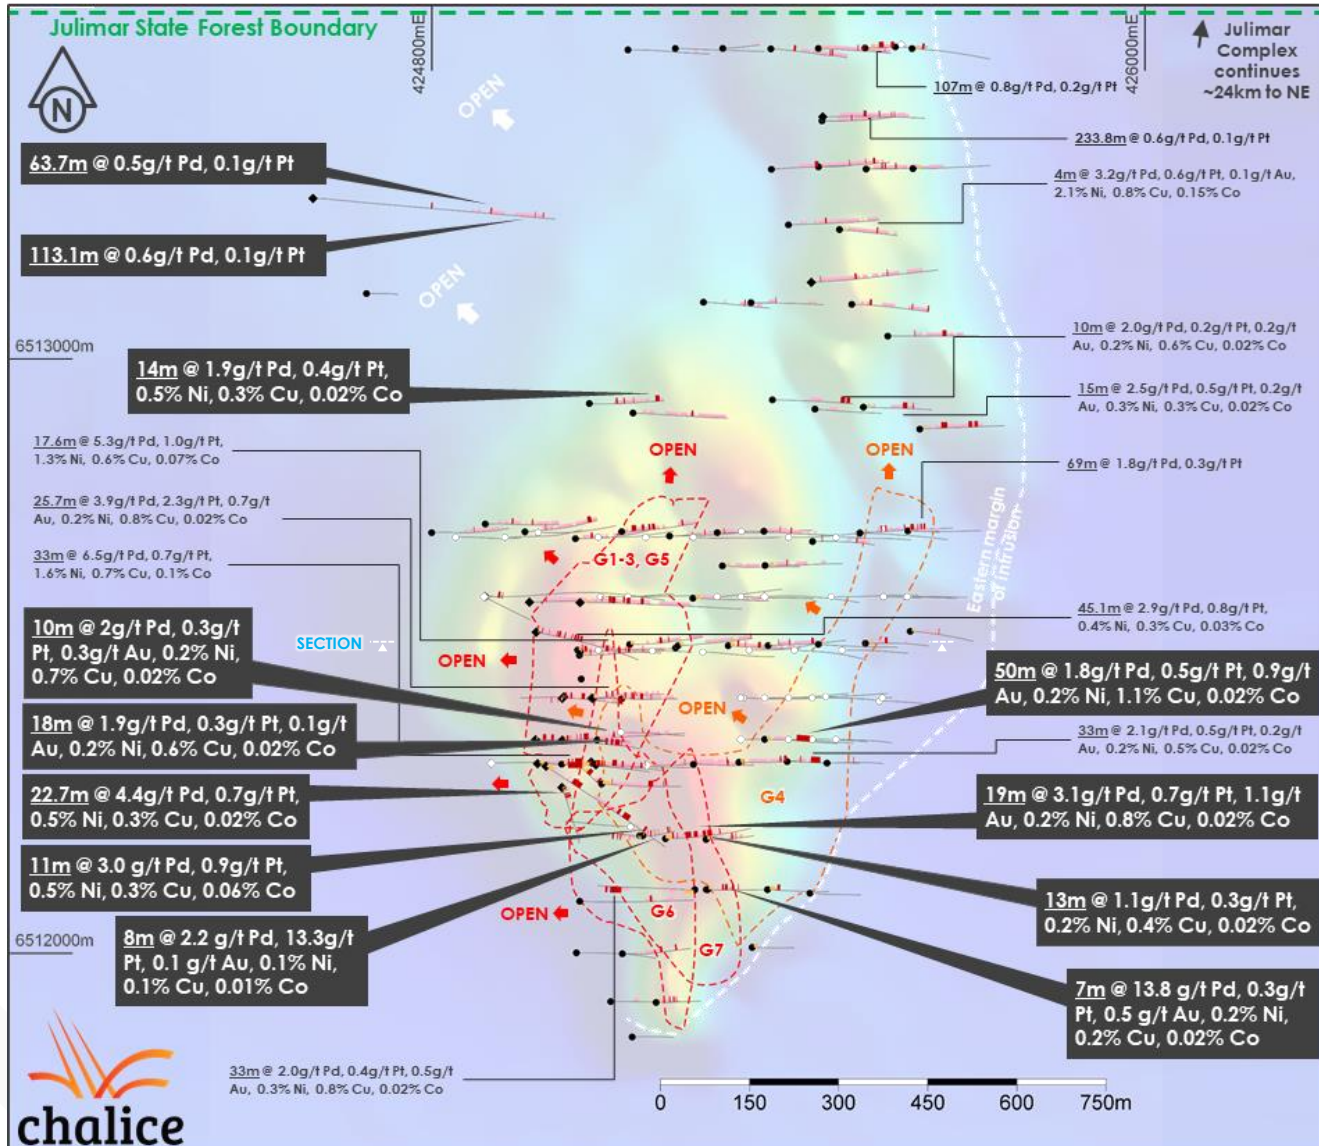 Julimar State Forest Boundary
424800mE
426000mE
Julimar
Complex
continues
~24km to NE
N
OPEN
107m @ 0.8g/t Pd, 0.2g/t Pt
63.7m @ 0.5g/t Pd, 0.1g/t Pt
233.8m @ 0.6g/t Pd, 0.1g/t Pt
4m @ 3.2g/t Pd, 0.6g/t Pt, 0.1g/t Au,
2.1% Ni, 0.8% Cu, 0.15% Co
113.1m @ 0.6g/t Pd, 0.1g/t Pt
OPEN
6513000m
10m @ 2.0g/t Pd, 0.2g/t Pt, 0.2g/t
Au, 0.2% Ni, 0.6% Cu, 0.02% Co
14m @ 1.9g/t Pd, 0.4g/t Pt,
0.5% Ni, 0.3% Cu, 0.02% Co
15m @ 2.5g/t Pd, 0.5g/t Pt, 0.2g/t
Au, 0.3% Ni, 0.3% Cu, 0.02% Co
17.6m @ 5.3g/t Pd, 1.0g/t Pt,
1.3% Ni, 0.6% Cu, 0.07% Co
OPEN
OPEN
69m @ 1.8g/t Pd, 0.3g/t Pt
25.7m @ 3.9g/t Pd, 2.3g/t Pt, 0.7g/t
Au, 0.2% Ni, 0.8% Cu, 0.02% Co
33m @ 6.5g/t Pd, 0.7g/t Pt,
1.6% Ni, 0.7% Cu, 0.1% Co
G1-3, G5
Eastern margin
of intrusion
10m @ 2g/t Pd, 0.3g/t
Pt, 0.3g/t Au, 0.2% Ni,
0.7% Cu, 0.02% Co
45.1m @ 2.9g/t Pd, 0.8g/t Pt,
0.4% Ni, 0.3% Cu, 0.03% Co
SECTION
OPEN
50m @ 1.8g/t Pd, 0.5g/t Pt, 0.9g/t
Au, 0.2% Ni, 1.1% Cu, 0.02% Co
OPEN
18m @ 1.9g/t Pd, 0.3g/t Pt, 0.1g/t
Au, 0.2% Ni, 0.6% Cu, 0.02% Co
33m @ 2.1g/t Pd, 0.5g/t Pt, 0.2g/t
Au, 0.2% Ni, 0.5% Cu, 0.02% Co
22.7m @ 4.4g/t Pd, 0.7g/t Pt,
0.5% Ni, 0.3% Cu, 0.02% Co
G4
19m @ 3.1g/t Pd, 0.7g/t Pt, 1.1g/t
Au, 0.2% Ni, 0.8% Cu, 0.02% Co
11m @ 3.0 g/t Pd, 0.9g/t Pt,
0.5% Ni, 0.3% Cu, 0.06% Co
13m @ 1.1g/t Pd, 0.3g/t Pt,
0.2% Ni, 0.4% Cu, 0.02% Co
OPEN
G6
8m @ 2.2 g/t Pd, 13.3g/t
Pt, 0.1 g/t Au, 0.1% Ni,
0.1% Cu, 0.01% Co
6512000m
G7
7m @ 13.8 g/t Pd, 0.3g/t
Pt, 0.5 g/t Au, 0.2% Ni,
0.2% Cu, 0.02% Co
33m @ 2.0g/t Pd, 0.4g/t Pt, 0.5g/t
Au, 0.3% Ni, 0.8% Cu, 0.02% Co
0 150 300 450 600 750m
chalice